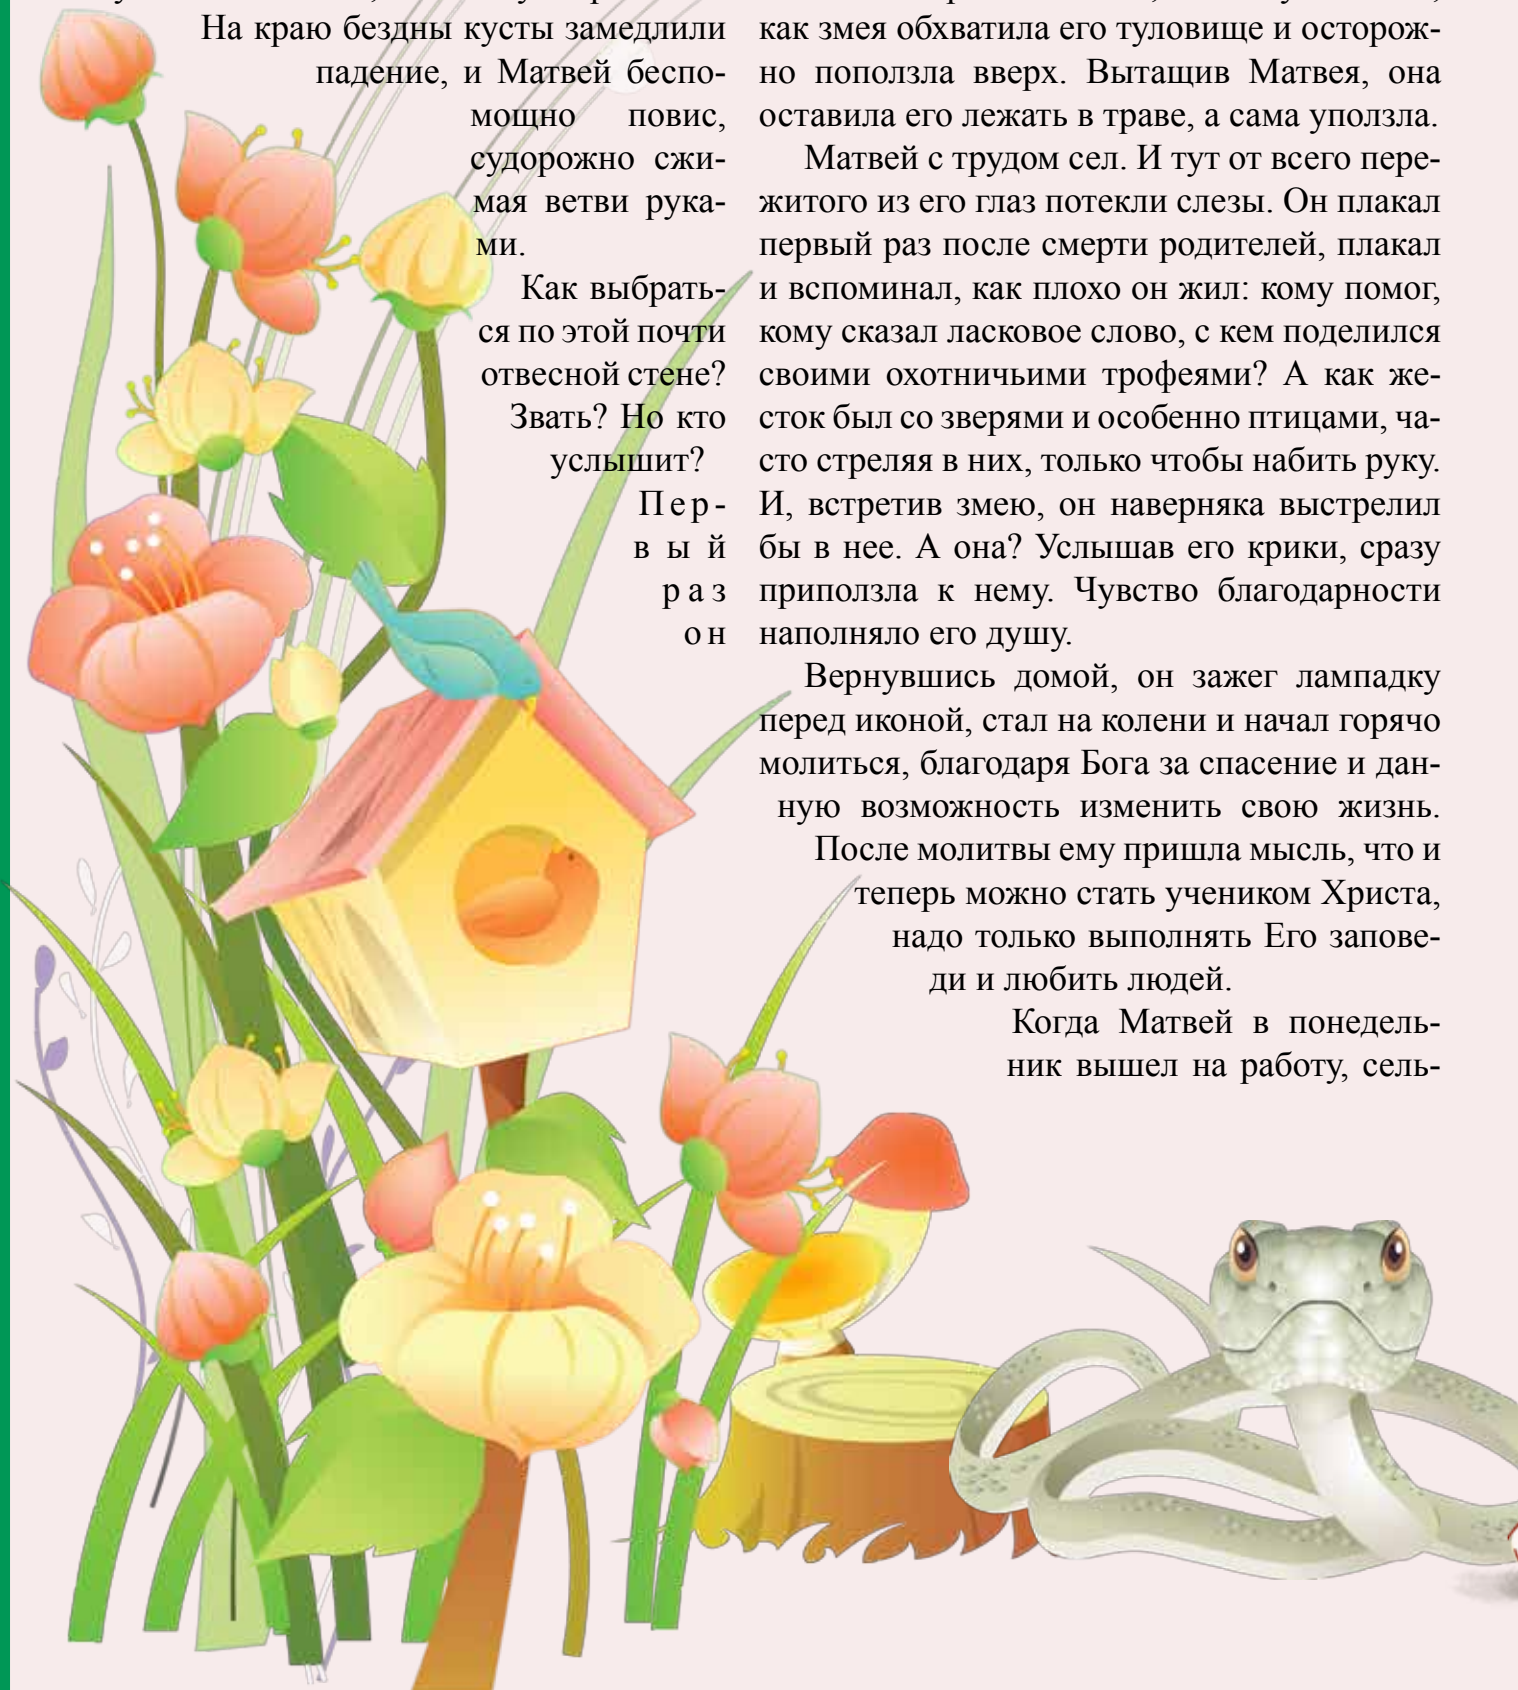 На краю бездны кусты замедлили
падение, и Матвей беспо-
мощно повис,
судорожно сжи-
мая ветви рука-
ми.
Как выбрать-
ся по этой почти
отвесной стене?
Звать? Но кто
услышит?
Пер-
вый
раз
он
как змея обхватила его туловище и осторож-
но поползла вверх. Вытащив Матвея, она
оставила его лежать в траве, а сама уползла.
Матвей с трудом сел. И тут от всего пере-
житого из его глаз потекли слезы. Он плакал
первый раз после смерти родителей, плакал
и вспоминал, как плохо он жил: кому помог,
кому сказал ласковое слово, с кем поделился
своими охотничьими трофеями? А как же-
сток был со зверями и особенно птицами, ча-
сто стреляя в них, только чтобы набить руку.
И, встретив змею, он наверняка выстрелил
бы в нее. А она? Услышав его крики, сразу
приползла к нему. Чувство благодарности
наполняло его душу.
Вернувшись домой, он зажег лампадку
перед иконой, стал на колени и начал горячо
молиться, благодаря Бога за спасение и дан-
ную возможность изменить свою жизнь.
После молитвы ему пришла мысль, что и
теперь можно стать учеником Христа,
надо только выполнять Его запове-
ди и любить людей.
Когда Матвей в понедель-
ник вышел на работу, сель-